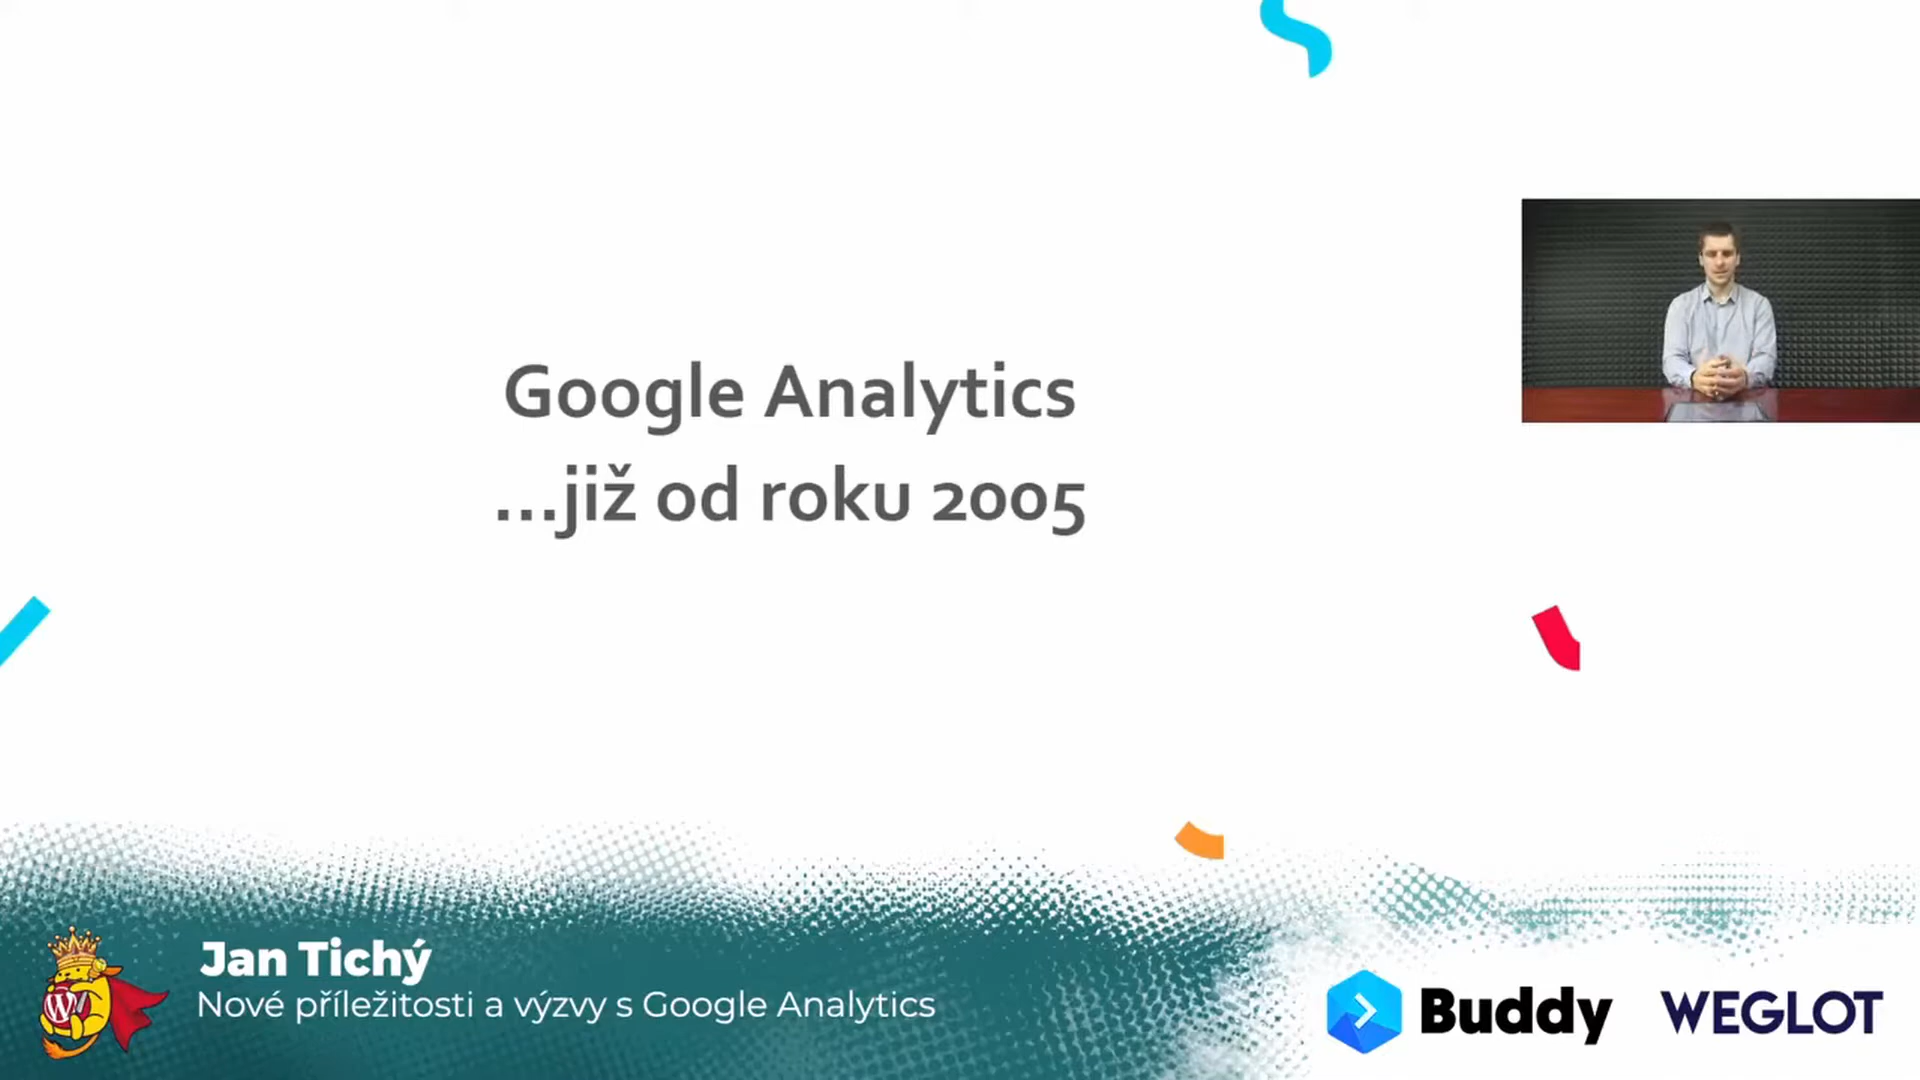 Google Analytics
...již od roku 2005
Jan Tichý
Nové příležitosti a výzvy s Google Analytics
W
Buddy
WEGLOT